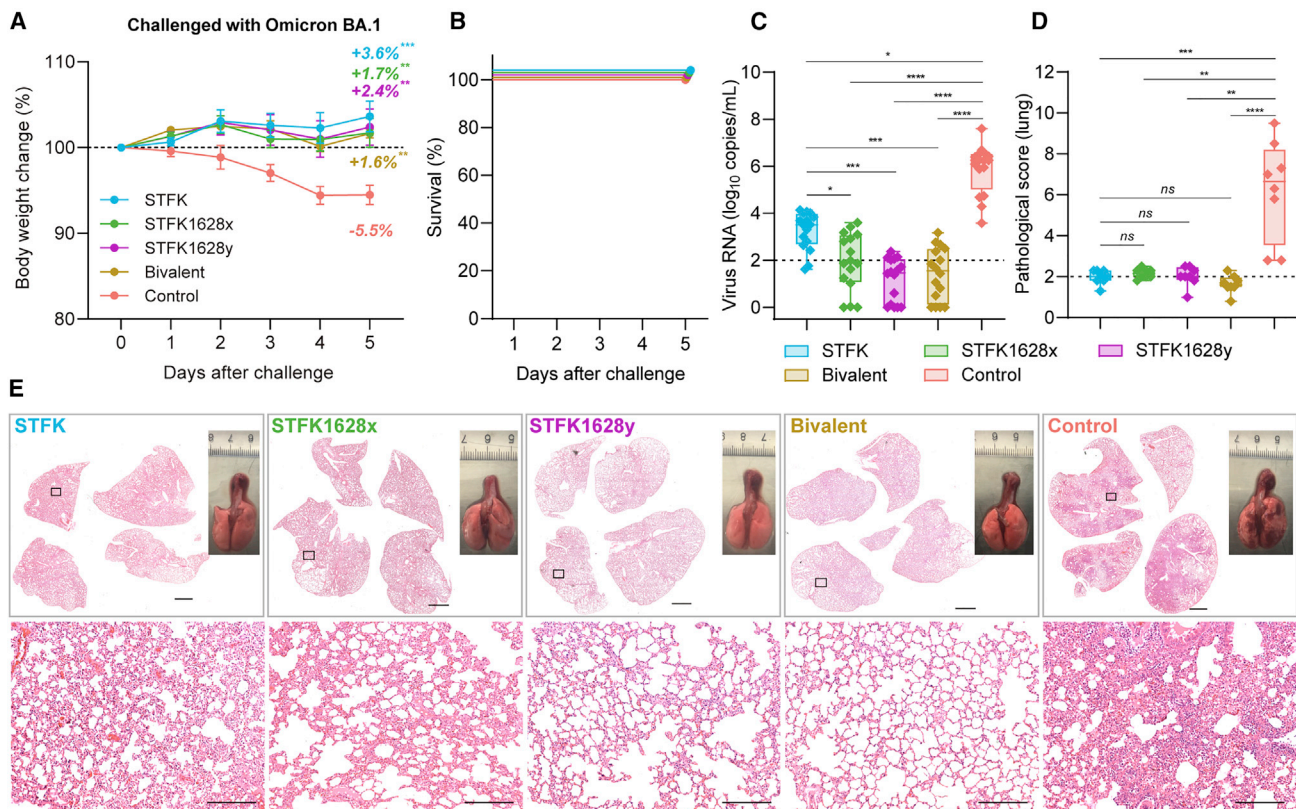 A
Challenged with Omicron BA.1
Body weight change (%)
110
100
90
80
+3.6%***
+1.7%**
+2.4%**
+1.6%**
-5.5%
STFK
STFK1628x
STFK1628y
Bivalent
Control
0 1 2 3 4 5
Days after challenge
B
Survival (%)
100
80
60
40
20
0
1 2 3 4 5
Days after challenge
C
Virus RNA (log10 copies/mL)
10
8
6
4
2
0
*
****
****
****
***
***
*
D
Pathological score (lung)
12
10
8
6
4
2
0
***
**
**
****
ns
ns
ns
STFK STFK1628x STFK1628y
Bivalent Control
E
STFK
STFK1628x
STFK1628y
Bivalent
Control